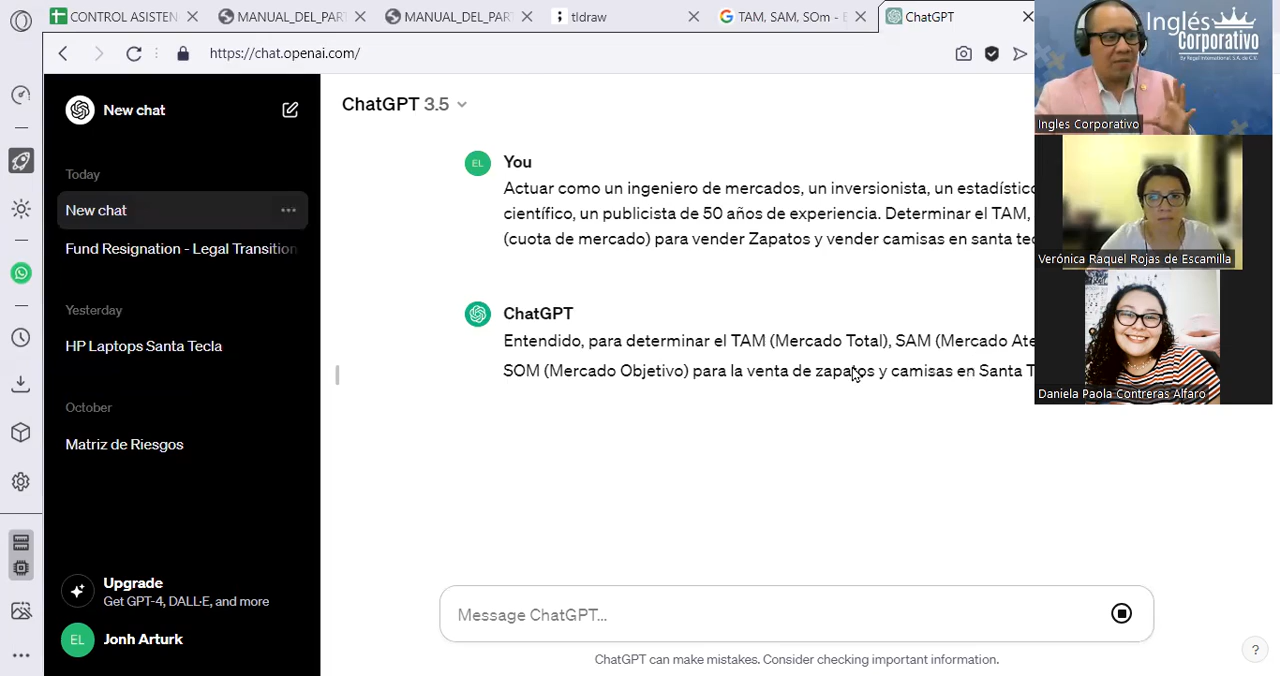 CONTROL ASISTEN
MANUAL_DEL_PAR
MANUAL_DEL_PAR
tldraw
TAM, SAM, SOm -
ChatGPT
https://chat.openai.com/
New chat
Today
New chat
Fund Resignation - Legal Transition
Yesterday
HP Laptops Santa Tecla
October
Matriz de Riesgos
Upgrade
Get GPT-4, DALL·E, and more
EL
Jonh Arturk
ChatGPT 3.5
EL
You
Actuar como un ingeniero de mercados, un inversionista, un estadístico
científico, un publicista de 50 años de experiencia. Determinar el TAM,
(cuota de mercado) para vender Zapatos y vender camisas en santa tec
ChatGPT
Entendido, para determinar el TAM (Mercado Total), SAM (Mercado Ate
SOM (Mercado Objetivo) para la venta de zapatos y camisas en Santa T
Message ChatGPT...
ChatGPT can make mistakes. Consider checking important information.
?
Inglés
Corporativo
By Regal International, S.A. de C.V.
Ingles Corporativo
Verónica Raquel Rojas de Escamilla
Daniela Paola Contreras Alfaro